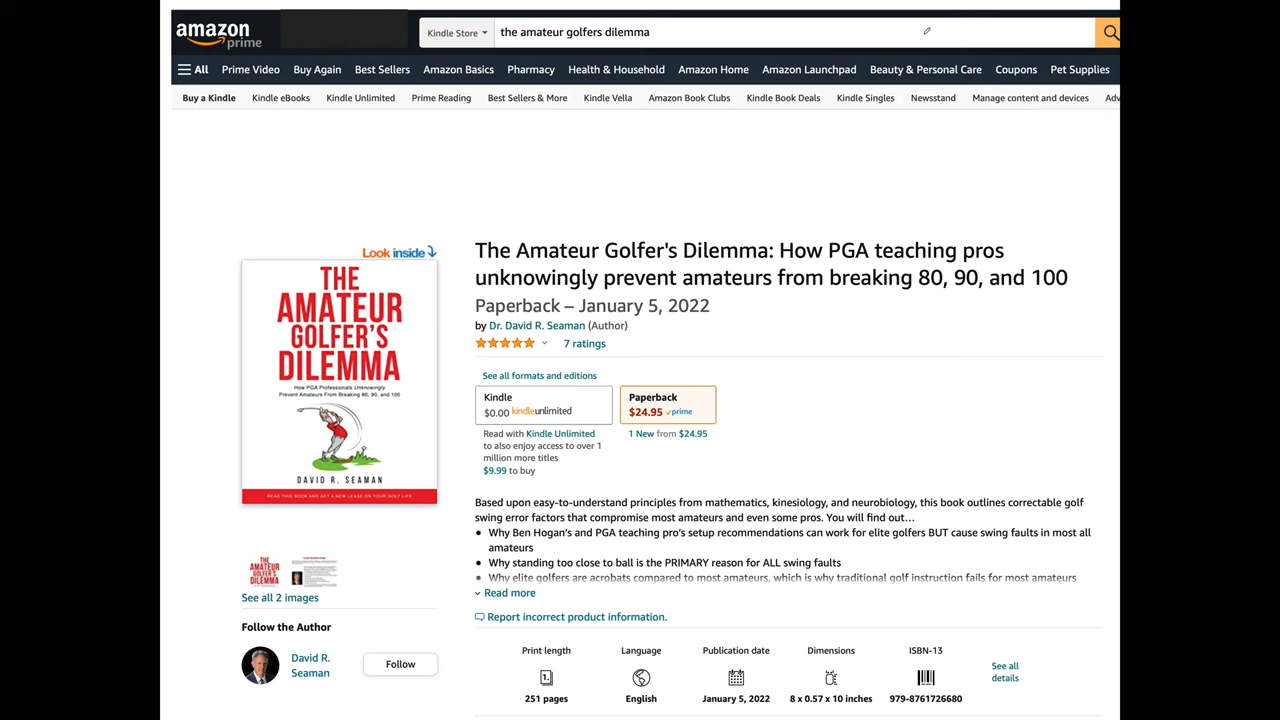 amazon
prime
Kindle Store
the amateur golfers dilemma
All Prime Video Buy Again Best Sellers Amazon Basics Pharmacy Health & Household Amazon Home Amazon Launchpad Beauty & Personal Care Coupons Pet Supplies
Buy a Kindle Kindle eBooks Kindle Unlimited Prime Reading Best Sellers & More Kindle Vella Amazon Book Clubs Kindle Book Deals Kindle Singles Newsstand Manage content and devices Adv
Look inside
THE
AMATEUR
GOLFER'S
DILEMMA
How PGA Professionals Unknowingly
Prevent Amateurs From Breaking 80, 90, and 100
DAVID R. SEAMAN
READ THIS BOOK AND GET A NEW LEASE ON YOUR GOLF LIFE
THE
AMATEUR
GOLFER'S
DILEMMA
See all 2 images
Follow the Author
David R.
Seaman
Follow
The Amateur Golfer's Dilemma: How PGA teaching pros
unknowingly prevent amateurs from breaking 80, 90, and 100
Paperback – January 5, 2022
by Dr. David R. Seaman (Author)
7 ratings
See all formats and editions
Kindle
$0.00 kindleunlimited
Read with Kindle Unlimited
to also enjoy access to over 1
million more titles
$9.99 to buy
Paperback
$24.95 prime
1 New from $24.95
Based upon easy-to-understand principles from mathematics, kinesiology, and neurobiology, this book outlines correctable golf
swing error factors that compromise most amateurs and even some pros. You will find out…
• Why Ben Hogan's and PGA teaching pro's setup recommendations can work for elite golfers BUT cause swing faults in most all
amateurs
• Why standing too close to ball is the PRIMARY reason for ALL swing faults
• Why elite golfers are acrobats compared to most amateurs, which is why traditional golf instruction fails for most amateurs
Read more
Report incorrect product information.
Print length
251 pages
Language
English
Publication date
January 5, 2022
Dimensions
8 x 0.57 x 10 inches
ISBN-13
979-8761726680
See all
details